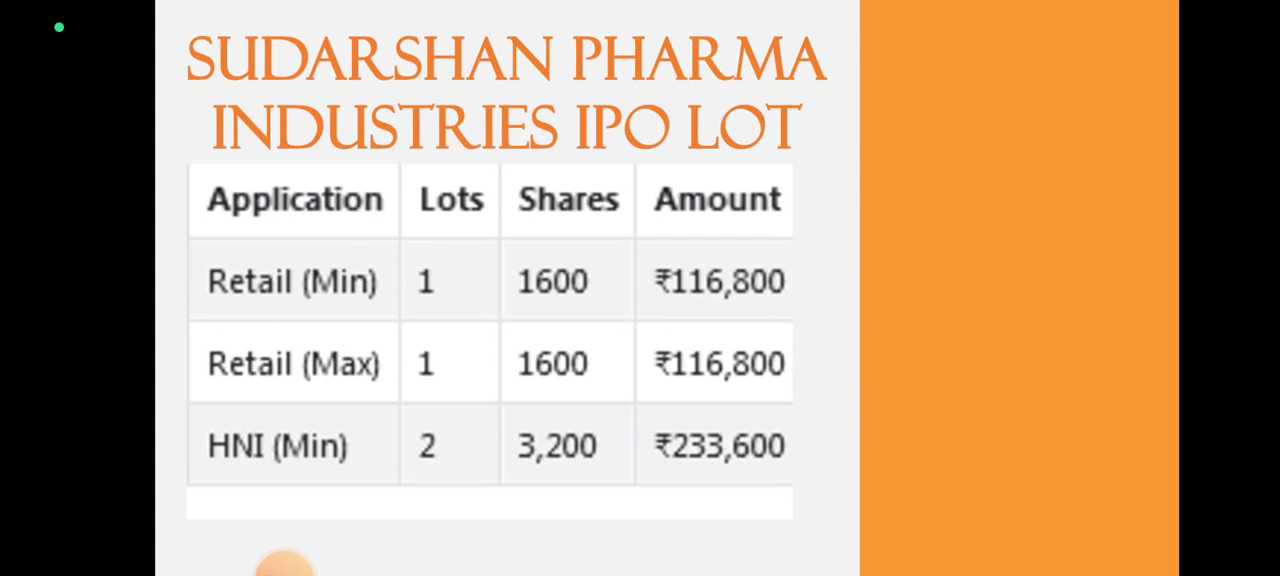 SUDARSHAN PHARMA
INDUSTRIES IPO LOT
Application Lots Shares Amount
Retail (Min) 1 1600 ₹116,800
Retail (Max) 1 1600 ₹116,800
HNI (Min) 2 3,200 ₹233,600